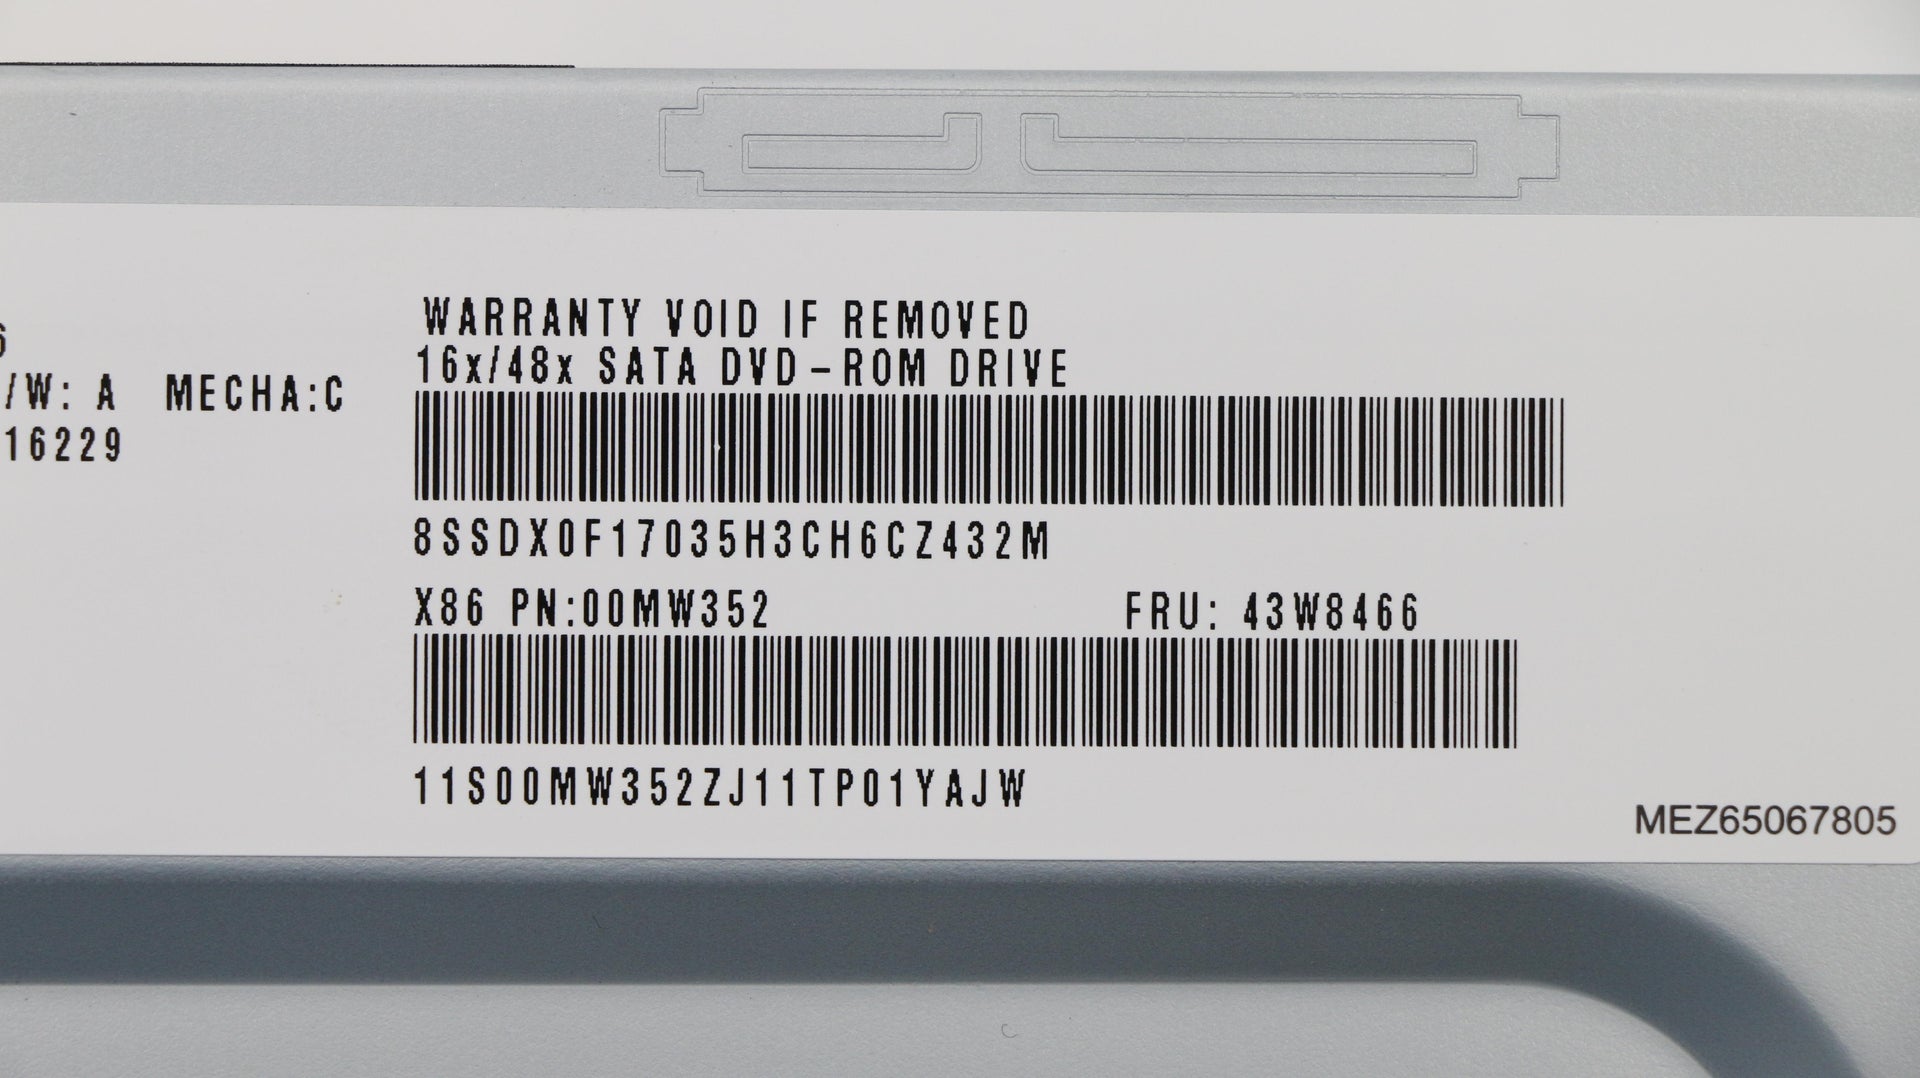 6
/W: A MECHA:C
16229
WARRANTY VOID IF REMOVED
16x/48x SATA DVD-ROM DRIVE
8SSDX0F17035H3CH6CZ432M
X86 PN:00MW352 FRU: 43W8466
11S00MW352ZJ11TP01YAJW
MEZ65067805